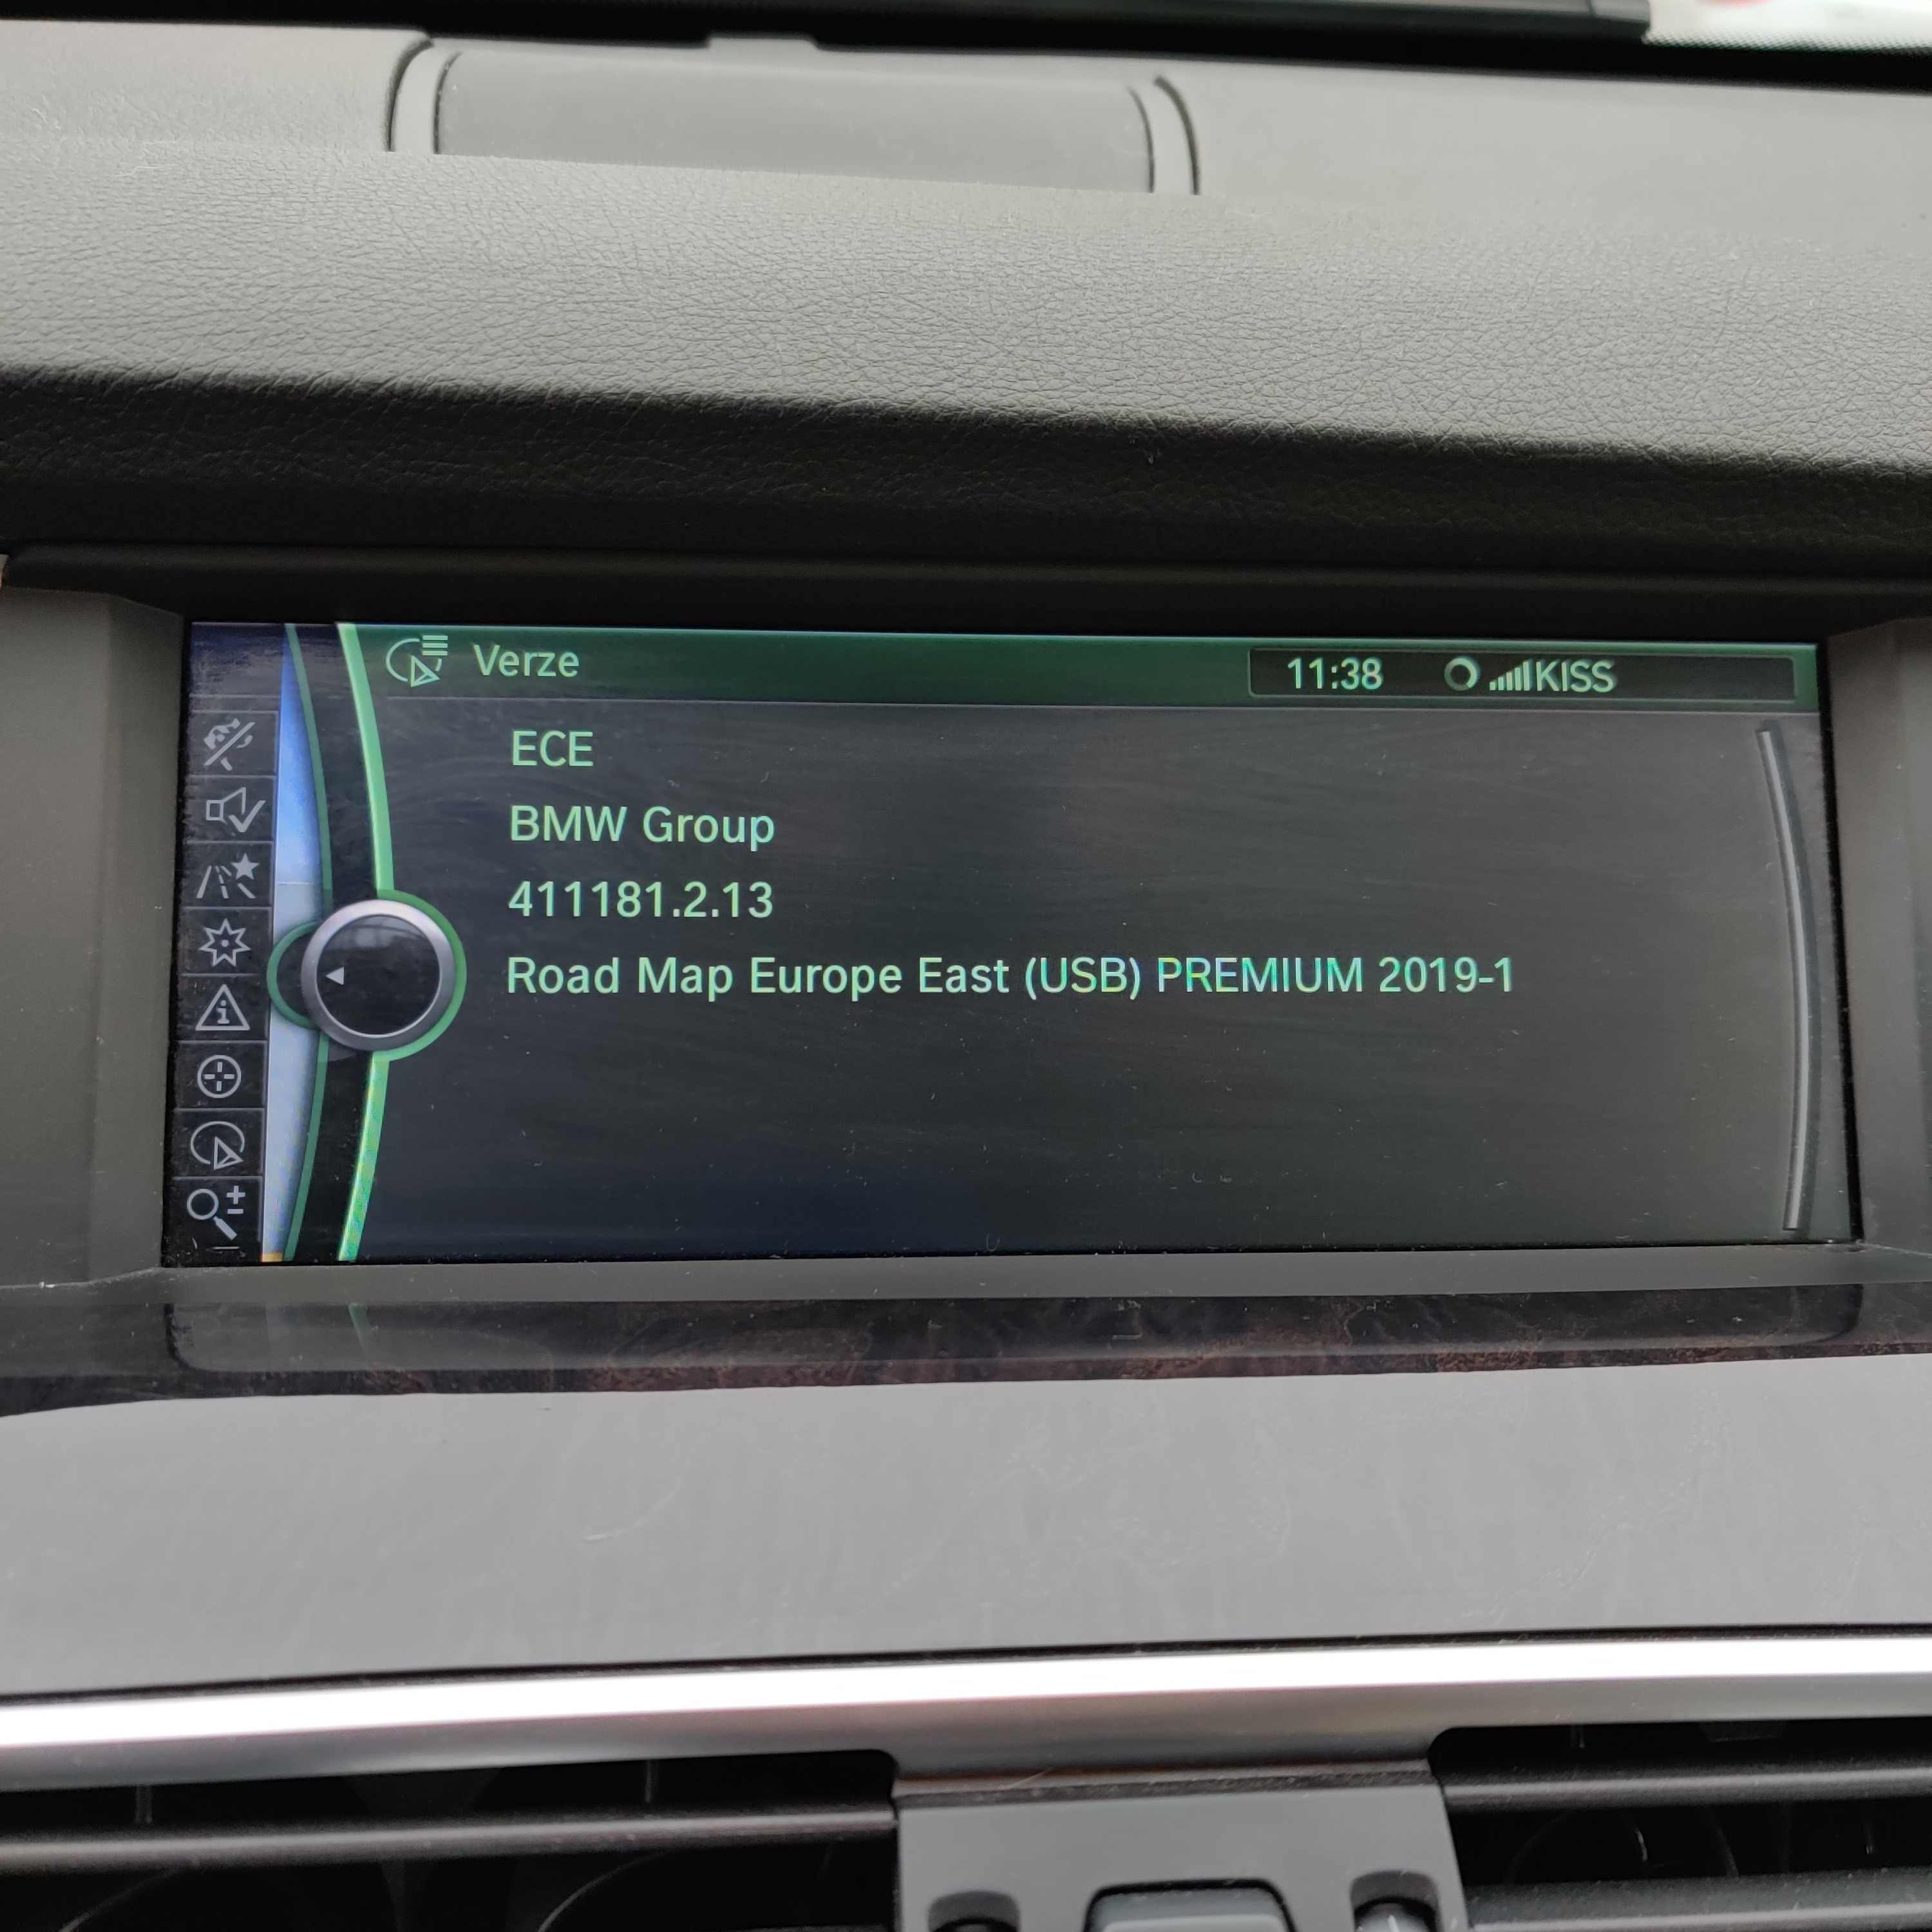 Verze
11:38 KISS
ECE
BMW Group
411181.2.13
Road Map Europe East (USB) PREMIUM 2019-1